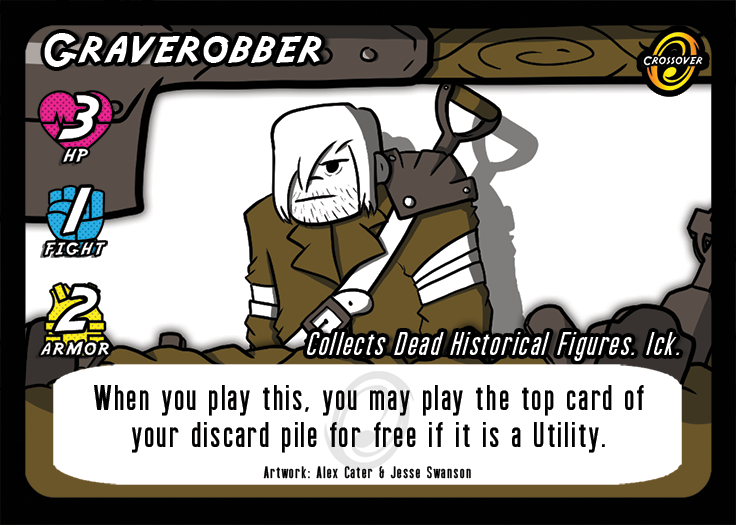 Graverobber
Crossover
3
HP
1
Fight
2
Armor
Collects Dead Historical Figures. Ick.
When you play this, you may play the top card of
your discard pile for free if it is a Utility.
Artwork: Alex Cater & Jesse Swanson